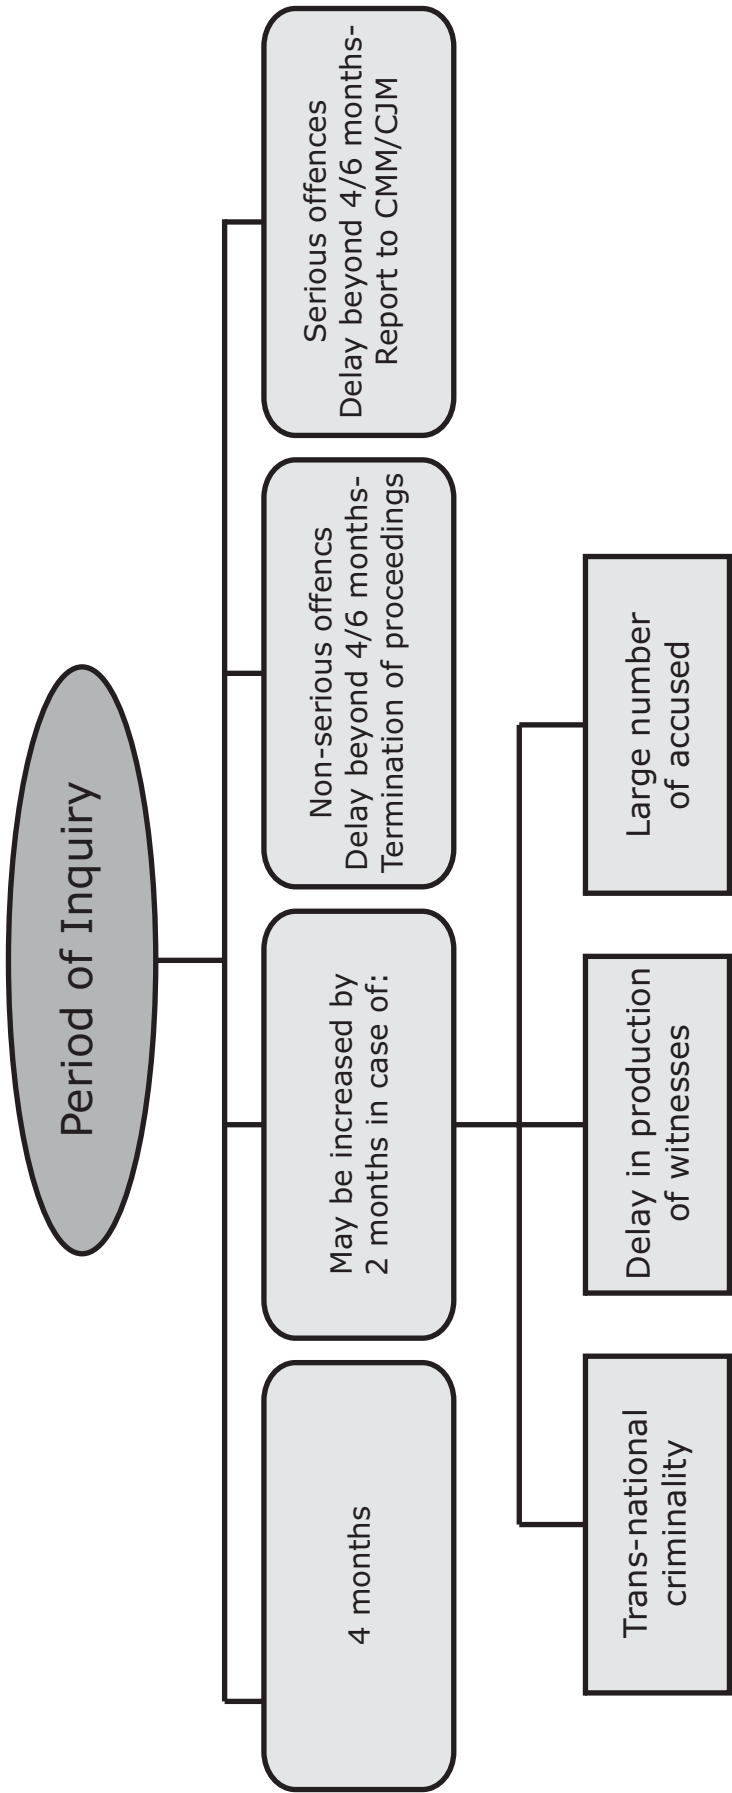 Period of Inquiry
4 months
May be increased by
2 months in case of:
Non-serious offencs
Delay beyond 4/6 months-
Termination of proceedings
Serious offences
Delay beyond 4/6 months-
Report to CMM/CJM
Trans-national
criminality
Delay in production
of witnesses
Large number
of accused